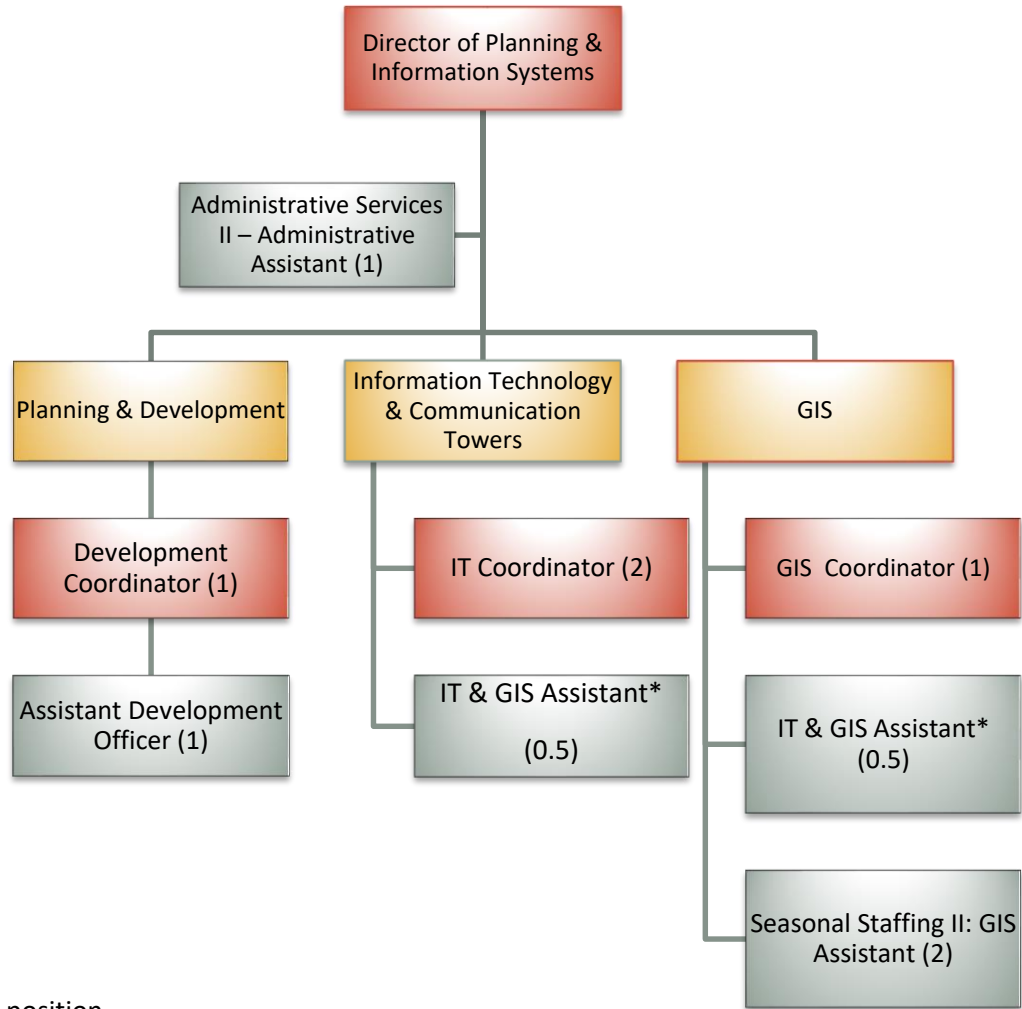 Director of Planning &
Information Systems
Administrative Services
II – Administrative
Assistant (1)
Planning & Development
Information Technology
& Communication
Towers
GIS
Development
Coordinator (1)
IT Coordinator (2)
GIS Coordinator (1)
Assistant Development
Officer (1)
IT & GIS Assistant*
(0.5)
IT & GIS Assistant*
(0.5)
Seasonal Staffing II: GIS
Assistant (2)
position